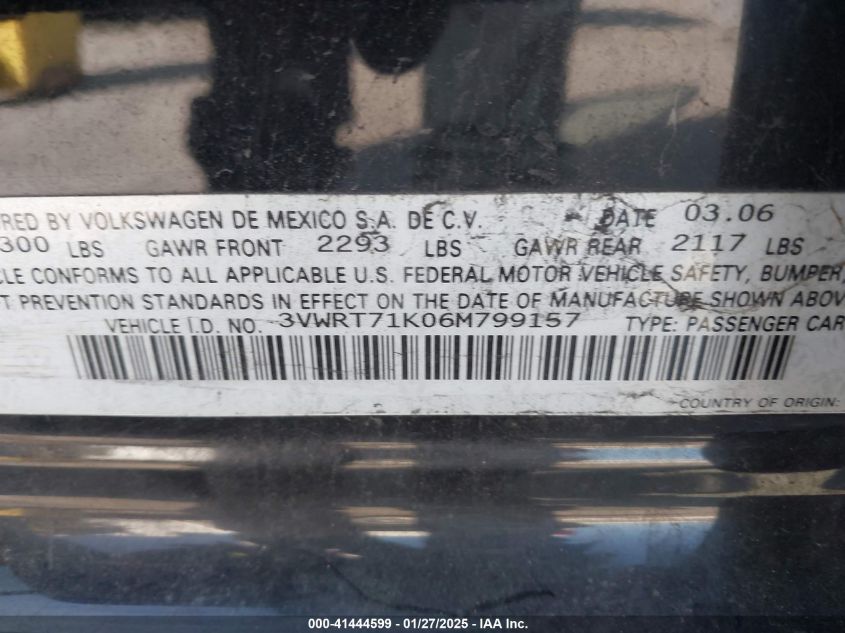 RED BY VOLKSWAGEN DE MEXICO S.A. DE C.V. DATE 03.06
300 LBS GAWR FRONT 2293 LBS GAWR REAR 2117 LBS
CLE CONFORMS TO ALL APPLICABLE U.S. FEDERAL MOTOR VEHICLE SAFETY, BUMPER,
T PREVENTION STANDARDS IN EFFECT ON THE DATE OF MANUFACTURE SHOWN ABOV
VEHICLE I.D. NO. 3VWRT71K06M799157 TYPE: PASSENGER CAR
COUNTRY OF ORIGIN:
000-41444599 - 01/27/2025 - IAAI.com